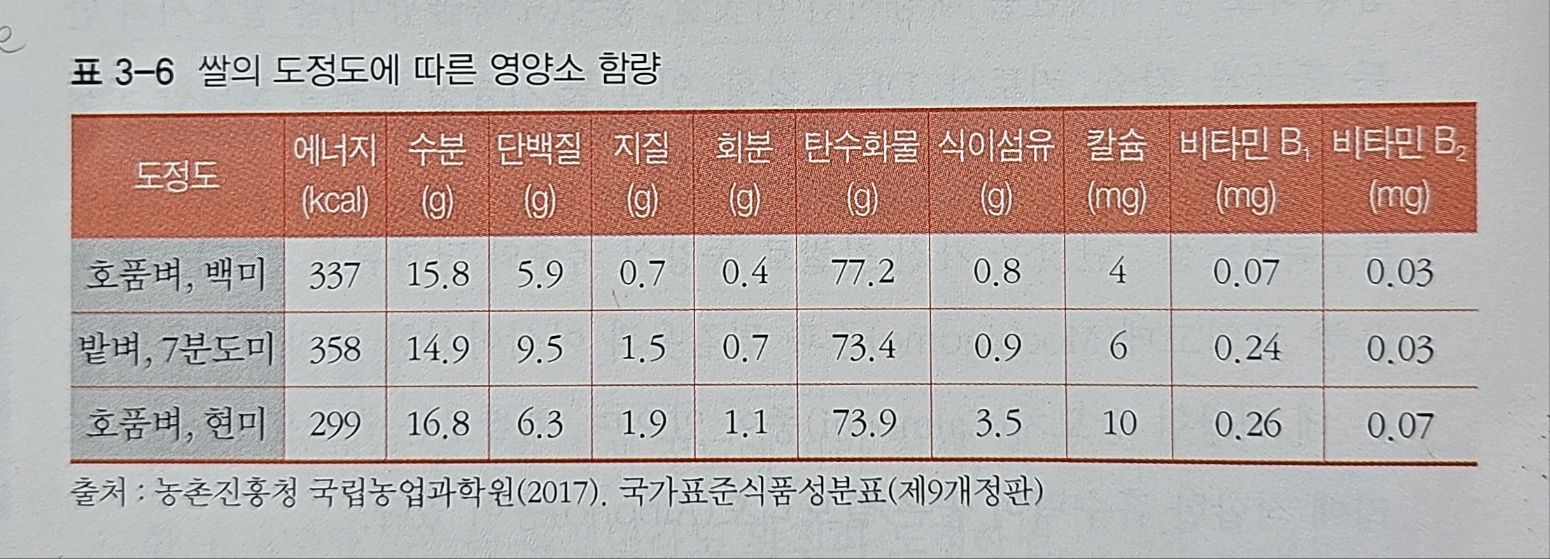 표 3-6 쌀의 도정도에 따른 영양소 함량
도정도 에너지 (kcal) 수분 (g) 단백질 (g) 지질 (g) 회분 (g) 탄수화물 (g) 식이섬유 (g) 칼슘 (mg) 비타민 B₁ (mg) 비타민 B₂ (mg)
호품벼, 백미 337 15.8 5.9 0.7 0.4 77.2 0.8 4 0.07 0.03
밭벼, 7분도미 358 14.9 9.5 1.5 0.7 73.4 0.9 6 0.24 0.03
호품벼, 현미 299 16.8 6.3 1.9 1.1 73.9 3.5 10 0.26 0.07
출처 : 농촌진흥청 국립농업과학원(2017). 국가표준식품성분표(제9개정판)